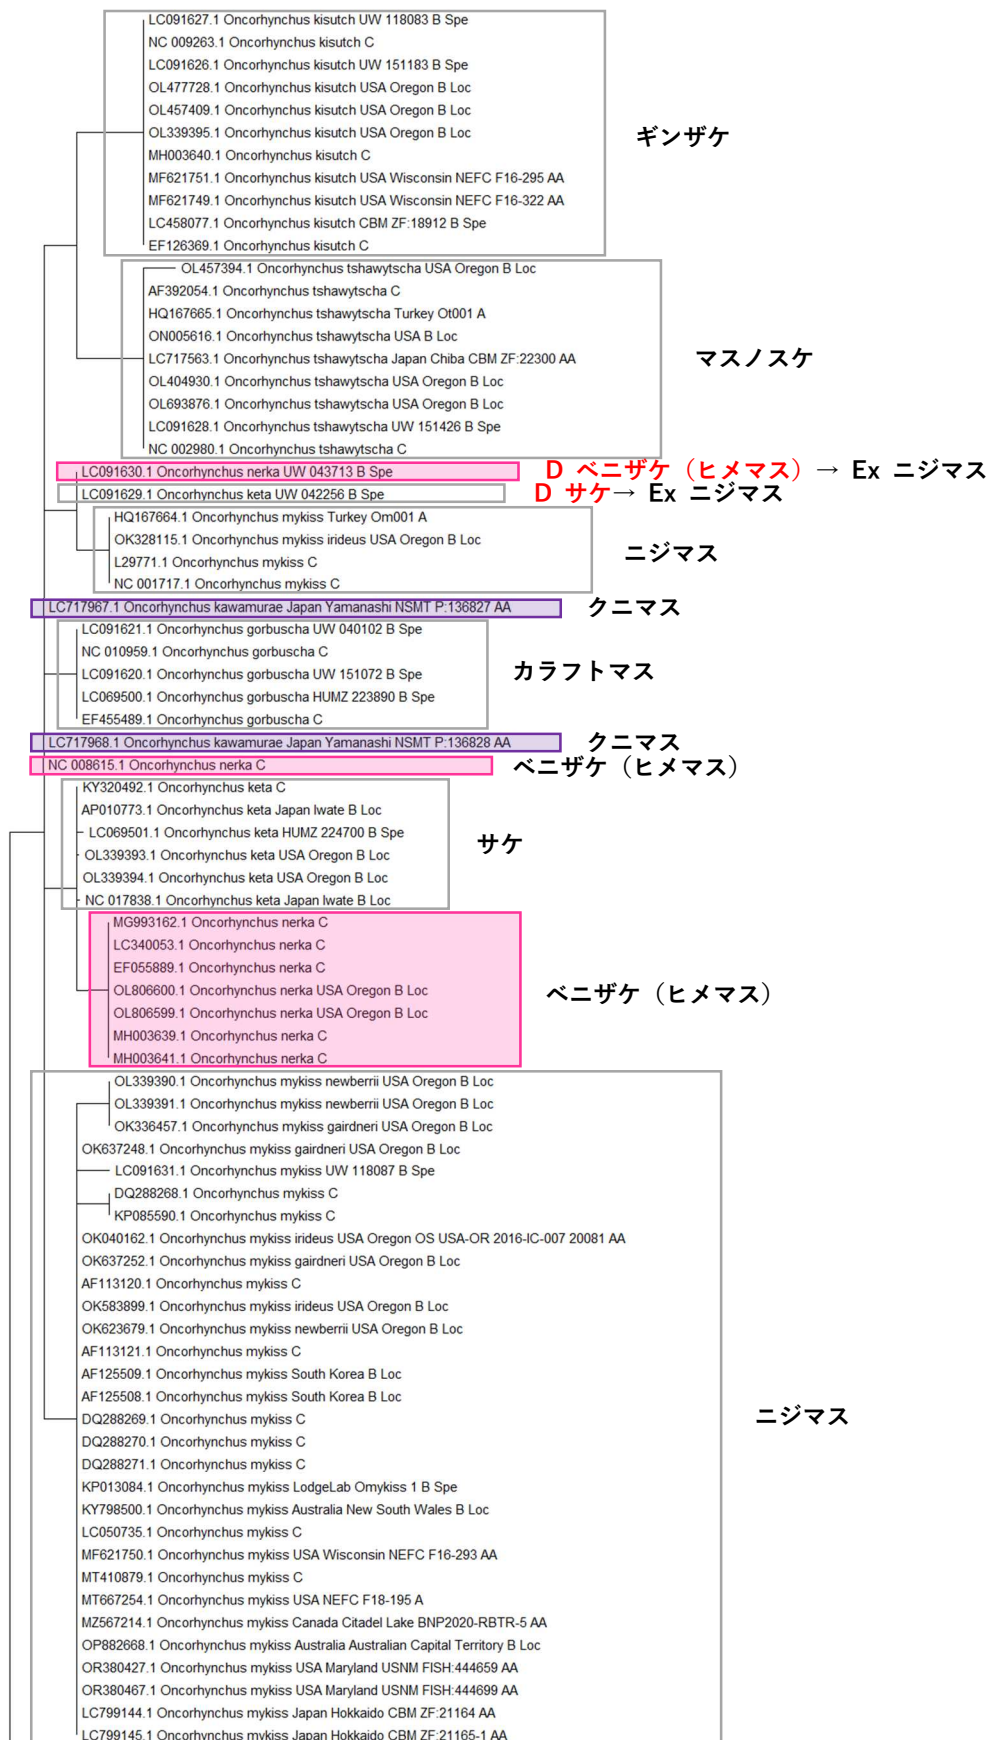 LC091627.1 Oncorhynchus kisutch UW 118083 B Spe
NC 009263.1 Oncorhynchus kisutch C
LC091626.1 Oncorhynchus kisutch UW 151183 B Spe
OL477728.1 Oncorhynchus kisutch USA Oregon B Loc
OL457409.1 Oncorhynchus kisutch USA Oregon B Loc
OL339395.1 Oncorhynchus kisutch USA Oregon B Loc
ギンザケ
MH003640.1 Oncorhynchus kisutch C
MF621751.1 Oncorhynchus kisutch USA Wisconsin NEFC F16-295 AA
MF621749.1 Oncorhynchus kisutch USA Wisconsin NEFC F16-322 AA
LC458077.1 Oncorhynchus kisutch CBM ZF:18912 B Spe
EF126369.1 Oncorhynchus kisutch C
OL457394.1 Oncorhynchus tshawytscha USA Oregon B Loc
AF392054.1 Oncorhynchus tshawytscha C
HQ167665.1 Oncorhynchus tshawytscha Turkey Ot001 A
ON005616.1 Oncorhynchus tshawytscha USA B Loc
LC717563.1 Oncorhynchus tshawytscha Japan Chiba CBM ZF:22300 AA
マスノスケ
OL404930.1 Oncorhynchus tshawytscha USA Oregon B Loc
OL693876.1 Oncorhynchus tshawytscha USA Oregon B Loc
LC091628.1 Oncorhynchus tshawytscha UW 151426 B Spe
NC 002980.1 Oncorhynchus tshawytscha C
LC091630.1 Oncorhynchus nerka UW 043713 B Spe
D ベニザケ（ヒメマス）→ Ex ニジマス
LC091629.1 Oncorhynchus keta UW 042256 B Spe
D サケ→ Ex ニジマス
HQ167664.1 Oncorhynchus mykiss Turkey Om001 A
OK328115.1 Oncorhynchus mykiss irideus USA Oregon B Loc
ニジマス
L29771.1 Oncorhynchus mykiss C
NC 001717.1 Oncorhynchus mykiss C
LC717967.1 Oncorhynchus kawamurae Japan Yamanashi NSMT P:136827 AA
クニマス
LC091621.1 Oncorhynchus gorbuscha UW 040102 B Spe
NC 010959.1 Oncorhynchus gorbuscha C
LC091620.1 Oncorhynchus gorbuscha UW 151072 B Spe
カラフトマス
LC069500.1 Oncorhynchus gorbuscha HUMZ 223890 B Spe
EF455489.1 Oncorhynchus gorbuscha C
LC717968.1 Oncorhynchus kawamurae Japan Yamanashi NSMT P:136828 AA
クニマス
NC 008615.1 Oncorhynchus nerka C
ベニザケ（ヒメマス）
KY320492.1 Oncorhynchus keta C
AP010773.1 Oncorhynchus keta Japan Iwate B Loc
LC069501.1 Oncorhynchus keta HUMZ 224700 B Spe
サケ
OL339393.1 Oncorhynchus keta USA Oregon B Loc
OL339394.1 Oncorhynchus keta USA Oregon B Loc
NC 017838.1 Oncorhynchus keta Japan Iwate B Loc
MG993162.1 Oncorhynchus nerka C
LC340053.1 Oncorhynchus nerka C
EF055889.1 Oncorhynchus nerka C
OL806600.1 Oncorhynchus nerka USA Oregon B Loc
ベニザケ（ヒメマス）
OL806599.1 Oncorhynchus nerka USA Oregon B Loc
MH003639.1 Oncorhynchus nerka C
MH003641.1 Oncorhynchus nerka C
OL339390.1 Oncorhynchus mykiss newberrii USA Oregon B Loc
OL339391.1 Oncorhynchus mykiss newberrii USA Oregon B Loc
OK336457.1 Oncorhynchus mykiss gairdneri USA Oregon B Loc
OK637248.1 Oncorhynchus mykiss gairdneri USA Oregon B Loc
LC091631.1 Oncorhynchus mykiss UW 118087 B Spe
DQ288268.1 Oncorhynchus mykiss C
KP085590.1 Oncorhynchus mykiss C
OK040162.1 Oncorhynchus mykiss irideus USA Oregon OS USA-OR 2016-IC-007 20081 AA
OK637252.1 Oncorhynchus mykiss gairdneri USA Oregon B Loc
AF113120.1 Oncorhynchus mykiss C
OK583899.1 Oncorhynchus mykiss irideus USA Oregon B Loc
OK623679.1 Oncorhynchus mykiss newberrii USA Oregon B Loc
AF113121.1 Oncorhynchus mykiss C
AF125509.1 Oncorhynchus mykiss South Korea B Loc
AF125508.1 Oncorhynchus mykiss South Korea B Loc
DQ288269.1 Oncorhynchus mykiss C
ニジマス
DQ288270.1 Oncorhynchus mykiss C
DQ288271.1 Oncorhynchus mykiss C
KP013084.1 Oncorhynchus mykiss LodgeLab Omykiss 1 B Spe
KY798500.1 Oncorhynchus mykiss Australia New South Wales B Loc
LC050735.1 Oncorhynchus mykiss C
MF621750.1 Oncorhynchus mykiss USA Wisconsin NEFC F16-293 AA
MT410879.1 Oncorhynchus mykiss C
MT667254.1 Oncorhynchus mykiss USA NEFC F18-195 A
MZ567214.1 Oncorhynchus mykiss Canada Citadel Lake BNP2020-RBTR-5 AA
OP882668.1 Oncorhynchus mykiss Australia Australian Capital Territory B Loc
OR380427.1 Oncorhynchus mykiss USA Maryland USNM FISH:444659 AA
OR380467.1 Oncorhynchus mykiss USA Maryland USNM FISH:444699 AA
LC799144.1 Oncorhynchus mykiss Japan Hokkaido CBM ZF:21164 AA
LC799145.1 Oncorhynchus mykiss Japan Hokkaido CBM ZF:21165-1 AA